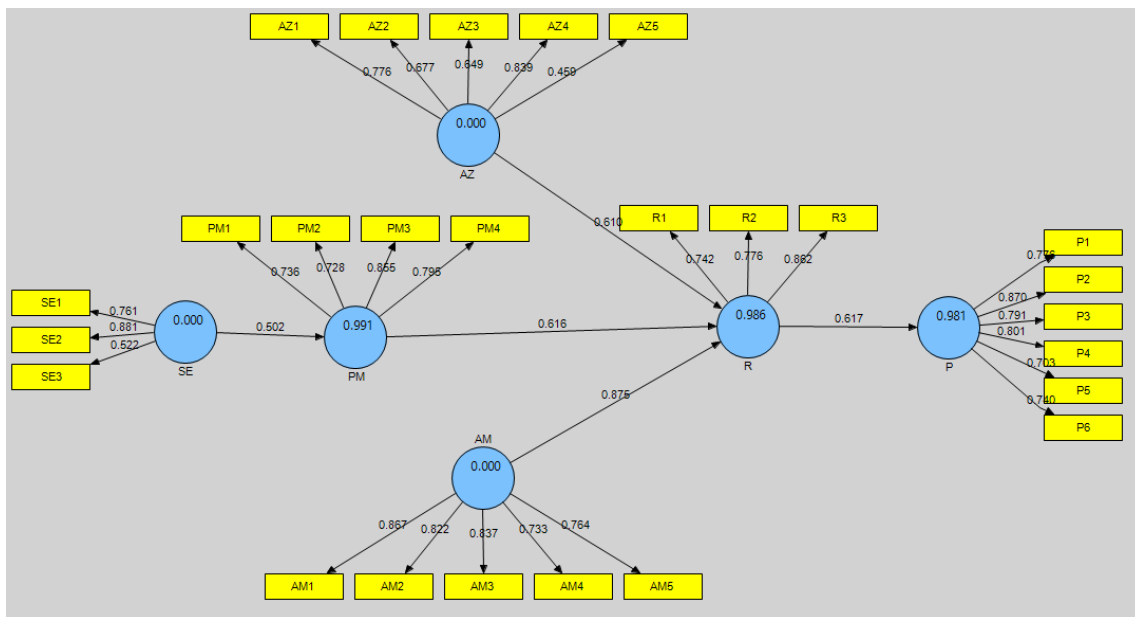 AZ1 AZ2 AZ3 AZ4 AZ5
0.776 0.677 0.649 0.839 0.459
0.000
AZ
0.610
PM1 PM2 PM3 PM4
0.736 0.728 0.855 0.795
R1 R2 R3
0.742 0.776 0.862
SE1
SE2
SE3
0.761
0.881
0.522
0.000
SE
0.502
0.991
PM
0.616
0.986
R
0.617
0.981
P
0.776
0.870
0.791
0.801
0.703
0.740
P1
P2
P3
P4
P5
P6
0.875
AM
0.000
0.867 0.822 0.837 0.733 0.764
AM1 AM2 AM3 AM4 AM5